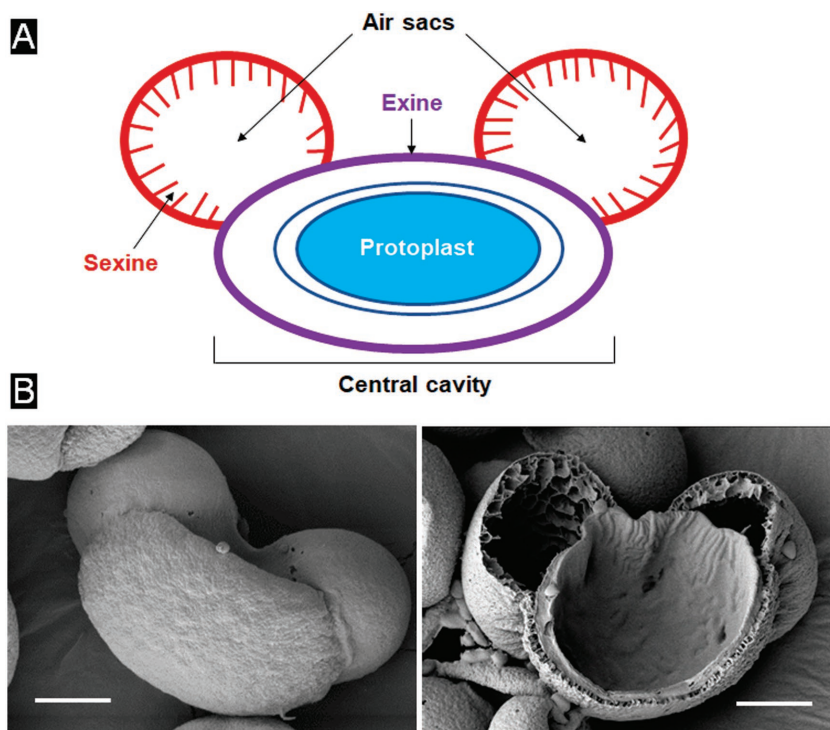 A
Air sacs
Exine
Protoplast
Sexine
Central cavity
B